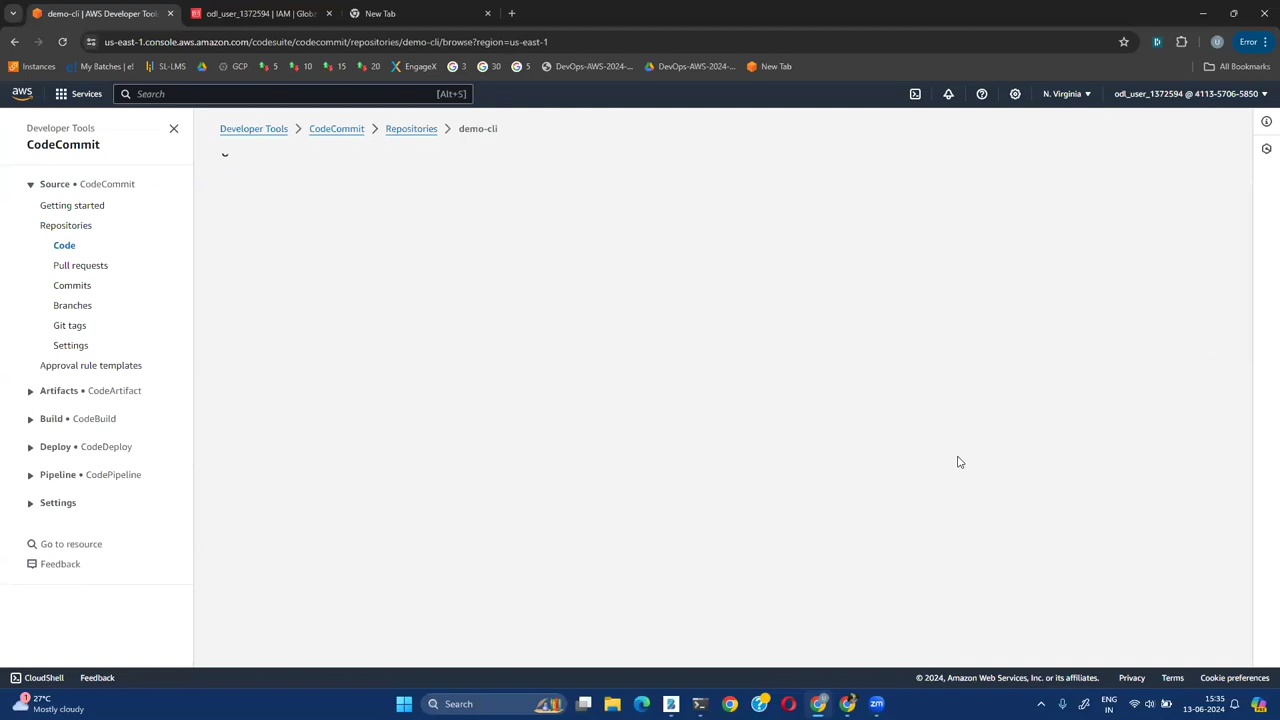 demo-cli | AWS Developer Tools
odl_user_1372594 | IAM | Globa
New Tab
us-east-1.console.aws.amazon.com/codesuite/codecommit/repositories/demo-cli/browse?region=us-east-1
Error
Instances
My Batches | e!
SL-LMS
GCP
5
10
15
20
EngageX
3
30
5
DevOps-AWS-2024-...
DevOps-AWS-2024-...
New Tab
All Bookmarks
aws
Services
Search
[Alt+S]
N. Virginia
odl_user_1372594 @ 4113-5706-5850
Developer Tools
CodeCommit
Developer Tools
CodeCommit
Repositories
demo-cli
Source • CodeCommit
Getting started
Repositories
Code
Pull requests
Commits
Branches
Git tags
Settings
Approval rule templates
Artifacts • CodeArtifact
Build • CodeBuild
Deploy • CodeDeploy
Pipeline • CodePipeline
Settings
Go to resource
Feedback
CloudShell
Feedback
© 2024, Amazon Web Services, Inc. or its affiliates.
Privacy
Terms
Cookie preferences
1
27°C
Mostly cloudy
Search
ENG
IN
15:35
13-06-2024